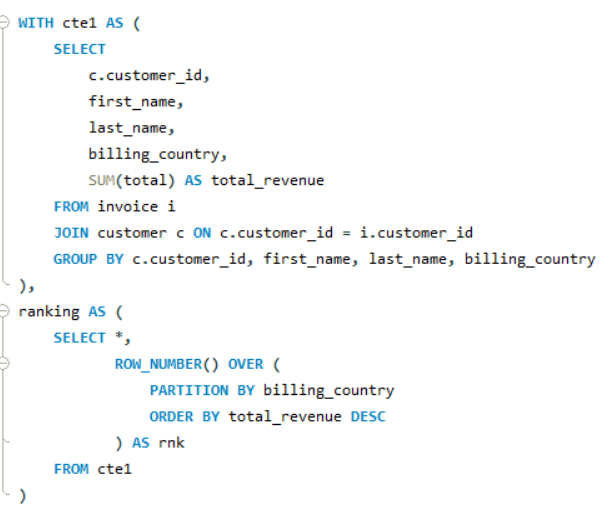 WITH cte1 AS (
SELECT
c.customer_id,
first_name,
last_name,
billing_country,
SUM(total) AS total_revenue
FROM invoice i
JOIN customer c ON c.customer_id = i.customer_id
GROUP BY c.customer_id, first_name, last_name, billing_country
),
ranking AS (
SELECT *,
ROW_NUMBER() OVER (
PARTITION BY billing_country
ORDER BY total_revenue DESC
) AS rnk
FROM cte1
)